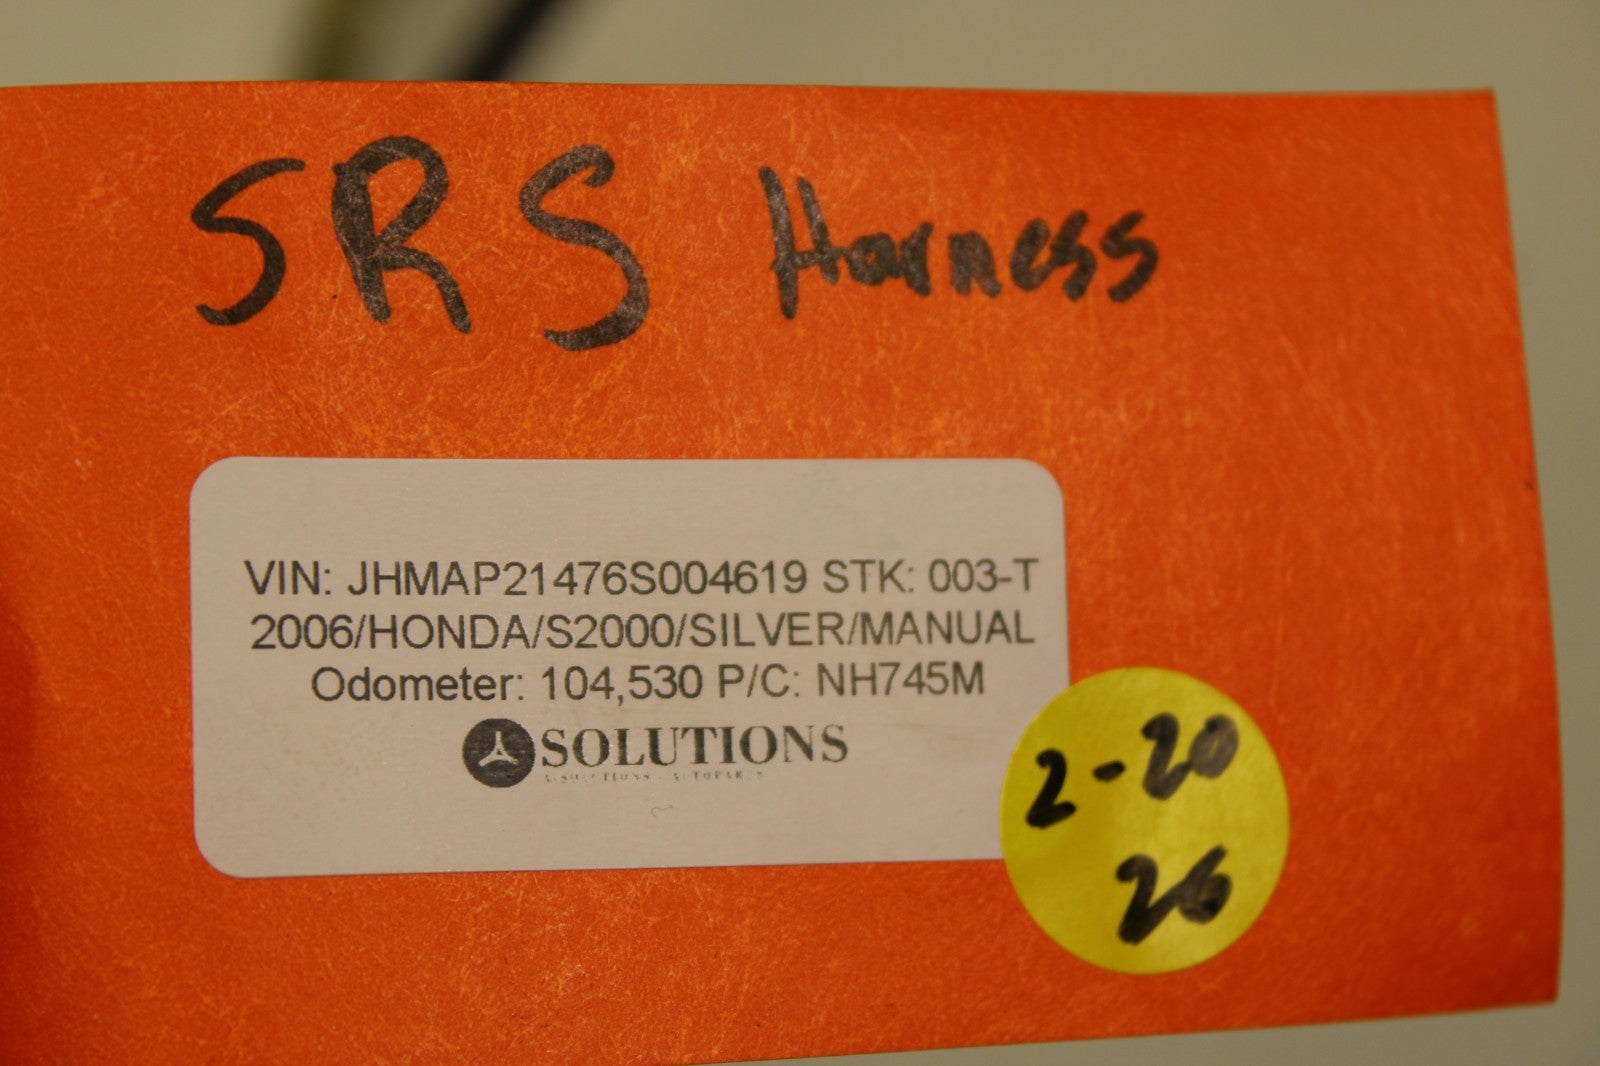 SRS Harness
VIN: JHMAP21476S004619 STK: 003-T
2006/HONDA/S2000/SILVER/MANUAL
Odometer: 104,530 P/C: NH745M
SOLUTIONS
2-20
26